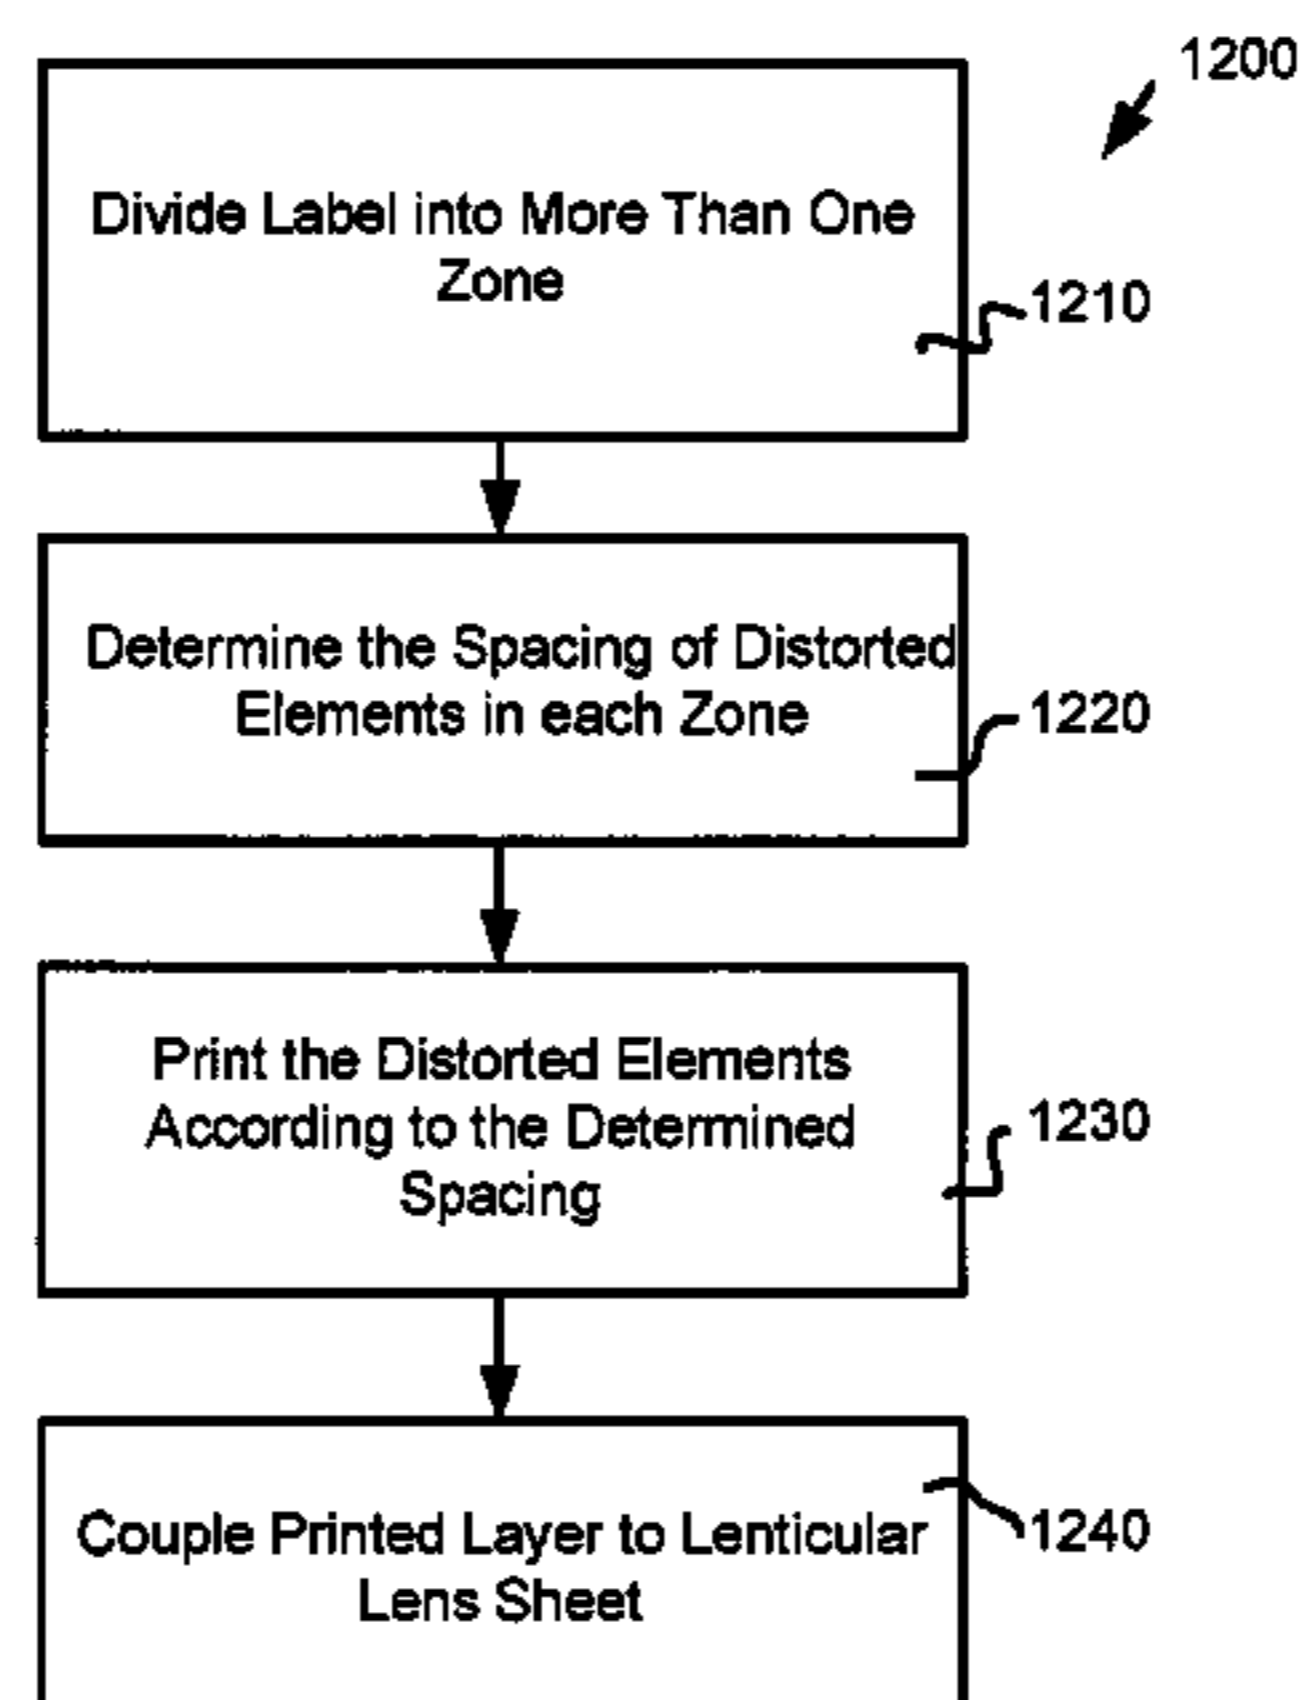 1200
Divide Label into More Than One
Zone
1210
Determine the Spacing of Distorted
Elements in each Zone
1220
Print the Distorted Elements
According to the Determined
Spacing
1230
Couple Printed Layer to Lenticular
Lens Sheet
1240